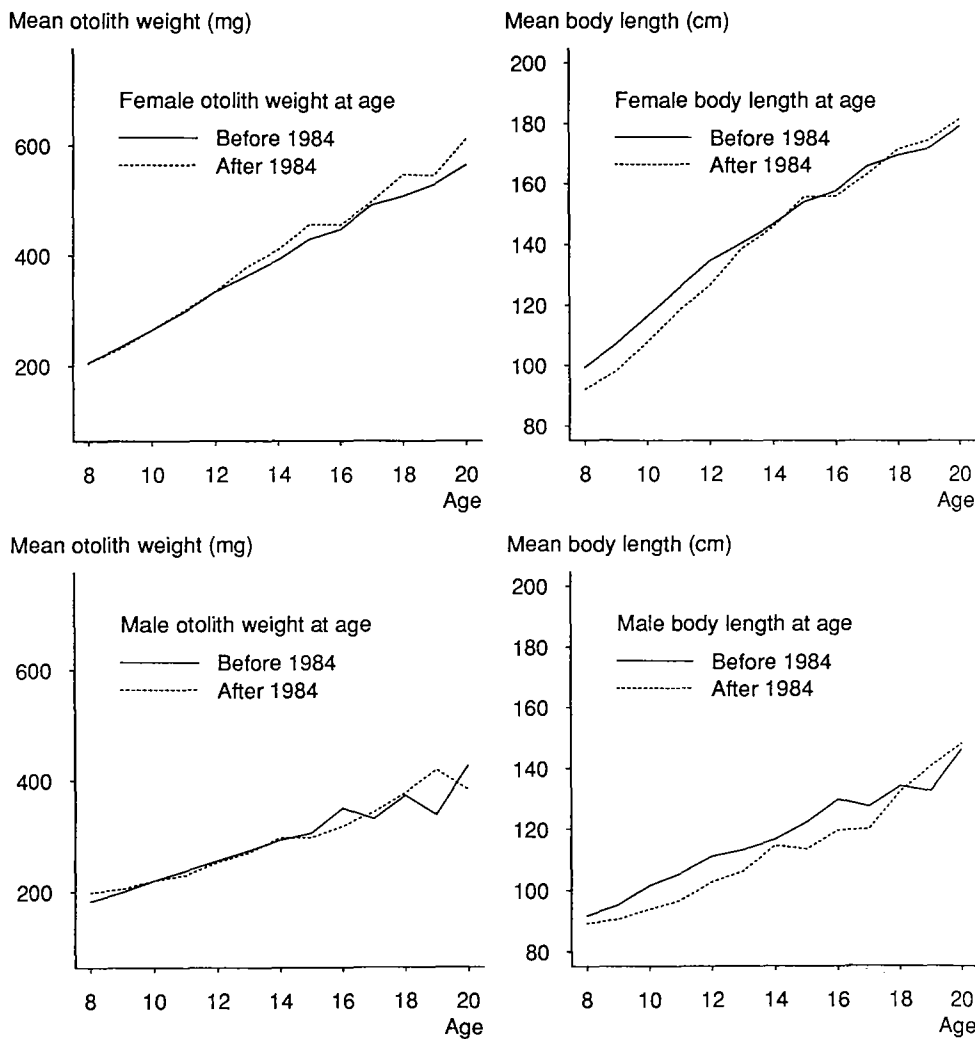 Mean otolith weight (mg)
Female otolith weight at age
Before 1984
After 1984
600
400
200
8 10 12 14 16 18 20
Age
Mean body length (cm)
200
180
160
140
120
100
80
Female body length at age
Before 1984
After 1984
8 10 12 14 16 18 20
Age
Mean otolith weight (mg)
Male otolith weight at age
Before 1984
After 1984
600
400
200
8 10 12 14 16 18 20
Age
Mean body length (cm)
200
180
160
140
120
100
80
Male body length at age
Before 1984
After 1984
8 10 12 14 16 18 20
Age